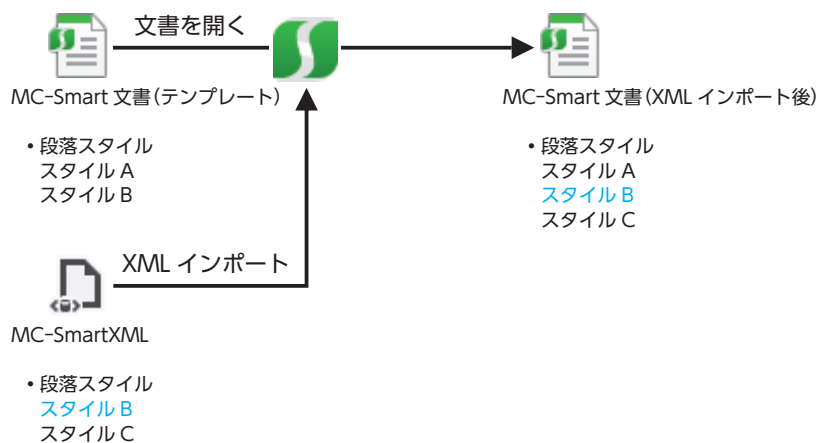 文書を開く
MC-Smart 文書（テンプレート）
• 段落スタイル
スタイル A
スタイル B
MC-Smart 文書（XML インポート後）
• 段落スタイル
スタイル A
スタイル B
スタイル C
XML インポート
MC-SmartXML
• 段落スタイル
スタイル B
スタイル C